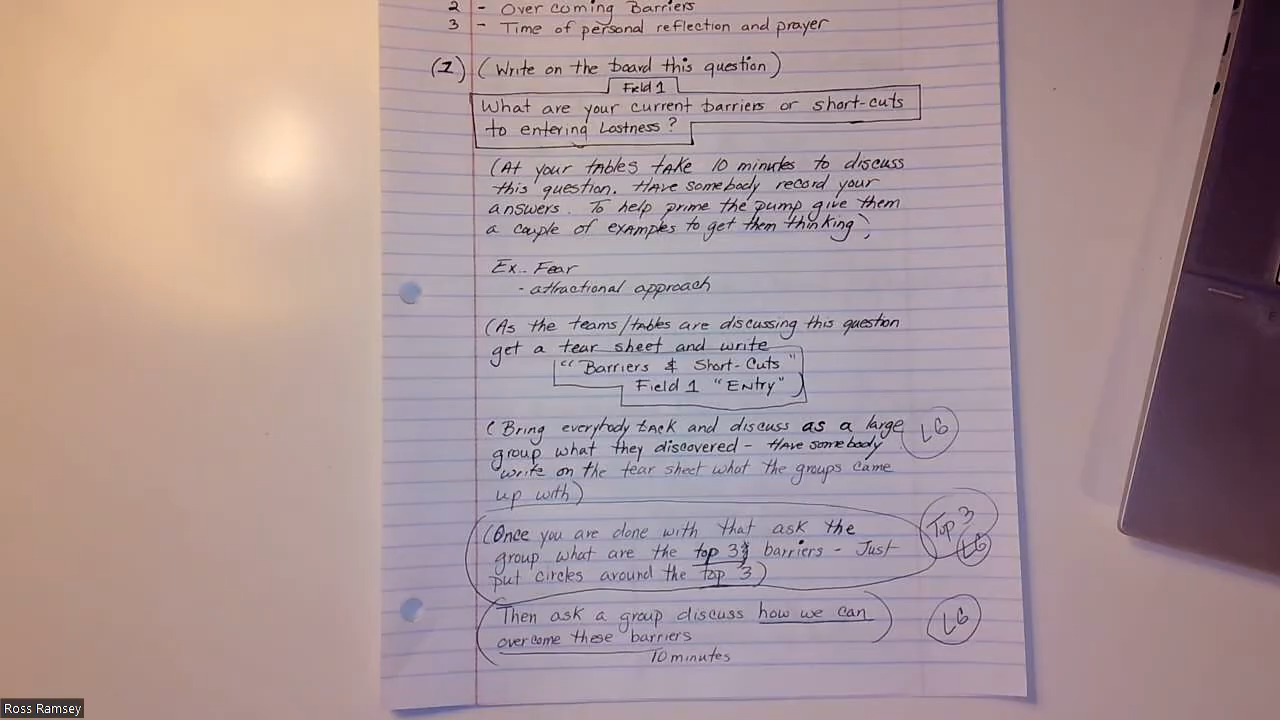 2 - Over coming Barriers
3 - Time of personal reflection and prayer
(1) (Write on the board this question)
Field 1
What are your current barriers or short-cuts
to entering Lostness?
(At your tables take 10 minutes to discuss
this question. Have somebody record your
answers. To help prime the pump give them
a couple of examples to get them thinking)
Ex.. Fear
- attractional approach
(As the teams/tables are discussing this question
get a tear sheet and write
"Barriers & Short-Cuts"
Field 1 "Entry")
(Bring everybody back and discuss as a large
group what they discovered - Have somebody
write on the tear sheet what the groups came
up with)
LG
(Once you are done with that ask the
group what are the top 3 barriers - Just
put circles around the top 3)
Top 3
LG
(Then ask a group discuss how we can
overcome these barriers)
LG
10 minutes
Ross Ramsey